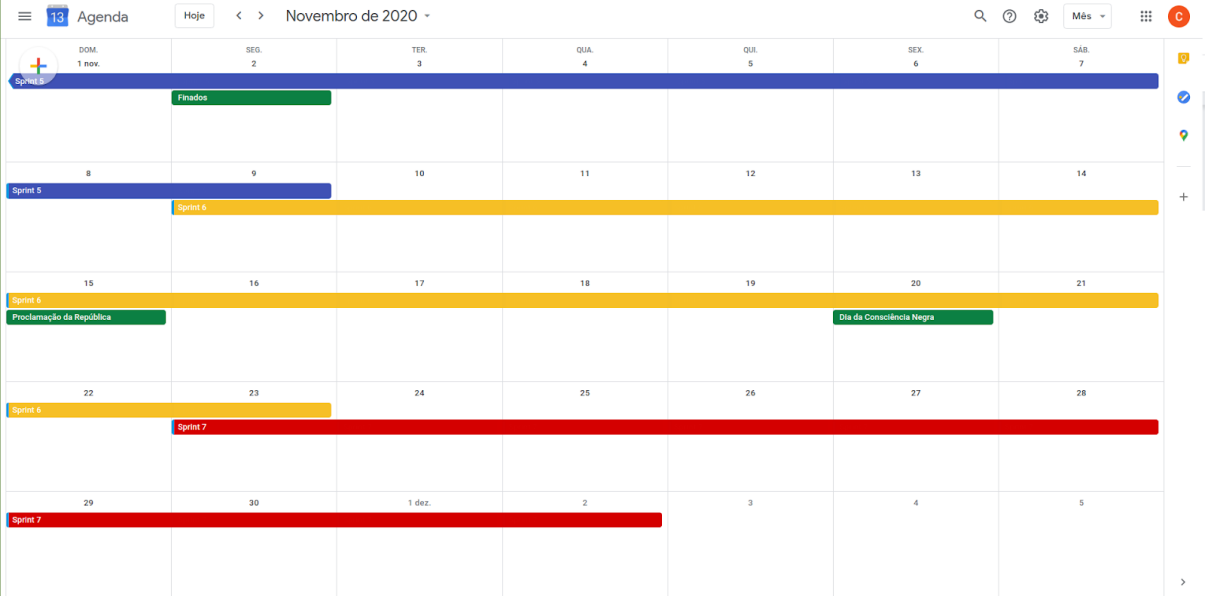 13 Agenda Hoje Novembro de 2020 Mês C
DOM. SEG. TER. QUA. QUI. SEX. SÁB.
1 nov. 2 3 4 5 6 7
Sprint 5
Finados
8 9 10 11 12 13 14
Sprint 5
Sprint 6
15 16 17 18 19 20 21
Sprint 6
Proclamação da República Dia da Consciência Negra
22 23 24 25 26 27 28
Sprint 6
Sprint 7
29 30 1 dez. 2 3 4 5
Sprint 7